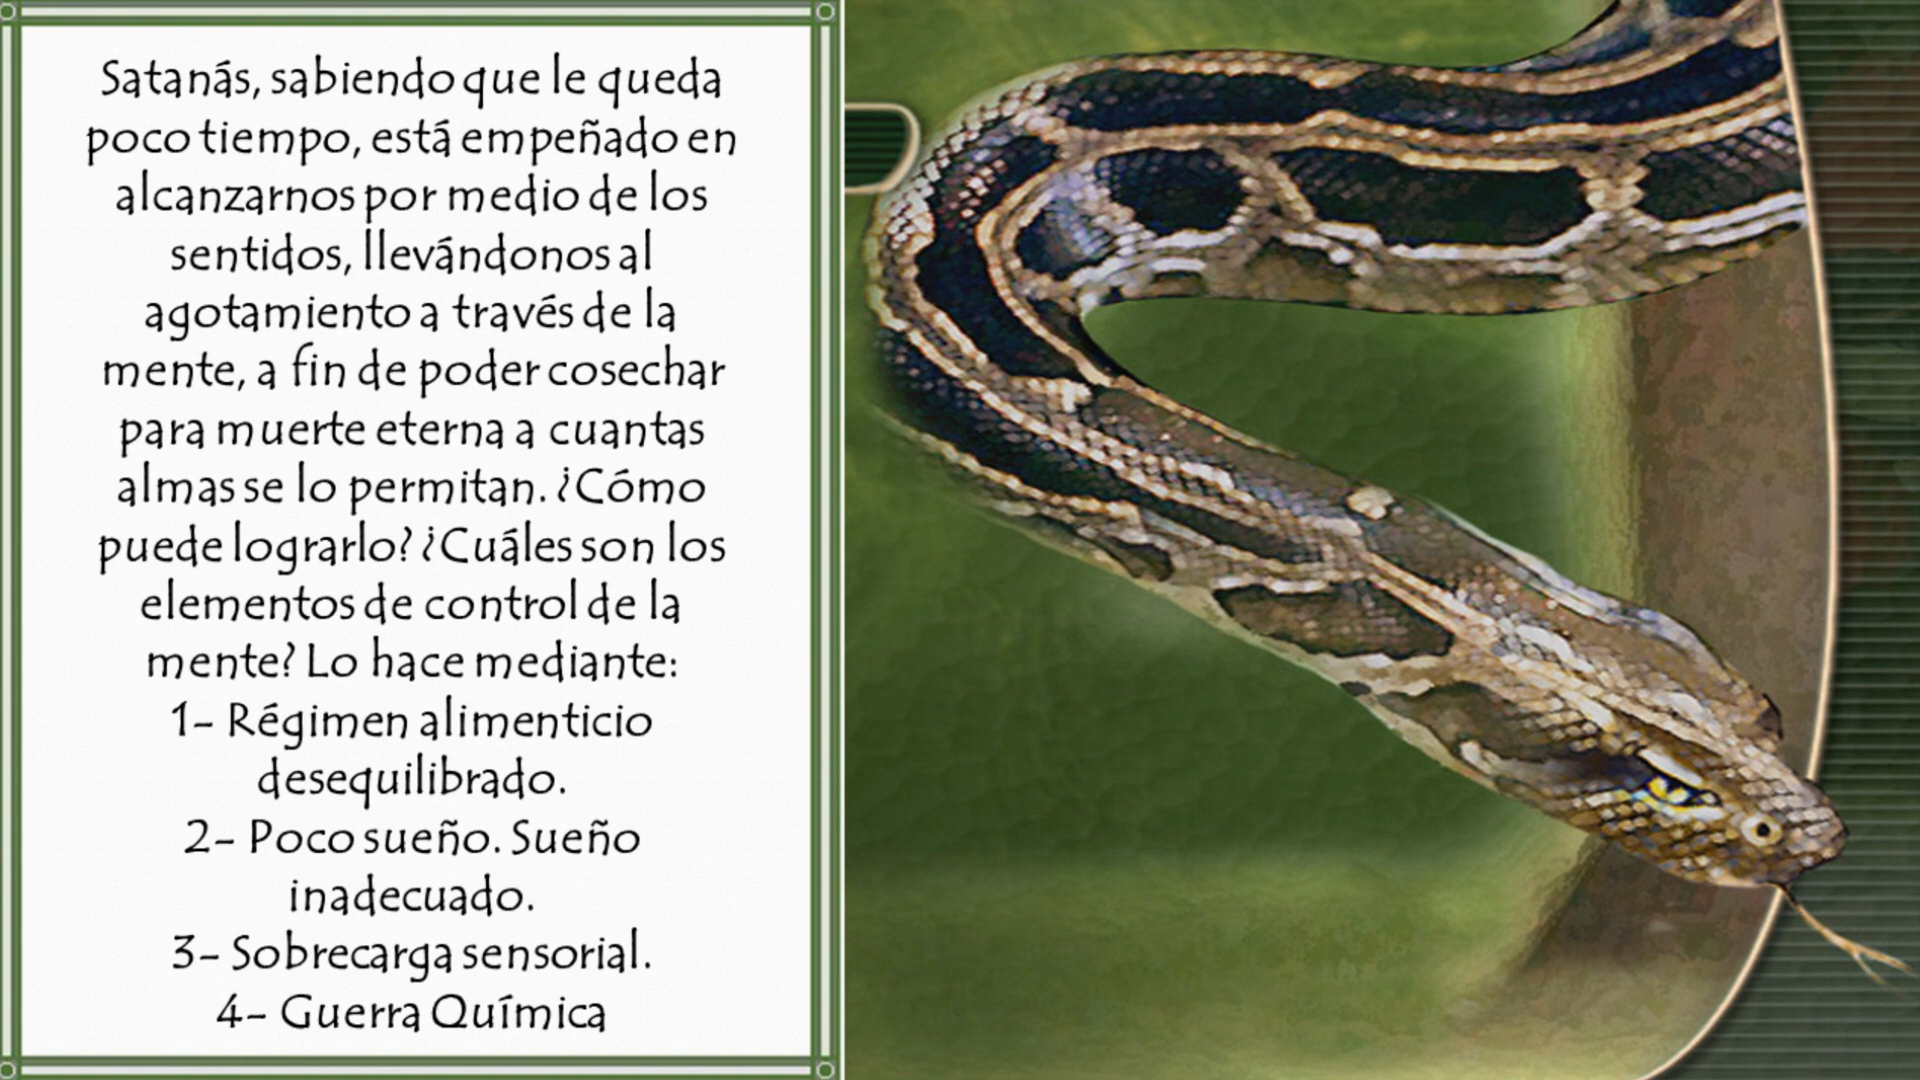 Satanás, sabiendo que le queda
poco tiempo, está empeñado en
alcanzarnos por medio de los
sentidos, llevándonos al
agotamiento a través de la
mente, a fin de poder cosechar
para muerte eterna a cuantas
almas se lo permitan. ¿Cómo
puede lograrlo? ¿Cuáles son los
elementos de control de la
mente? Lo hace mediante:
1- Régimen alimenticio
desequilibrado.
2- Poco sueño. Sueño
inadecuado.
3- Sobrecarga sensorial.
4- Guerra Química